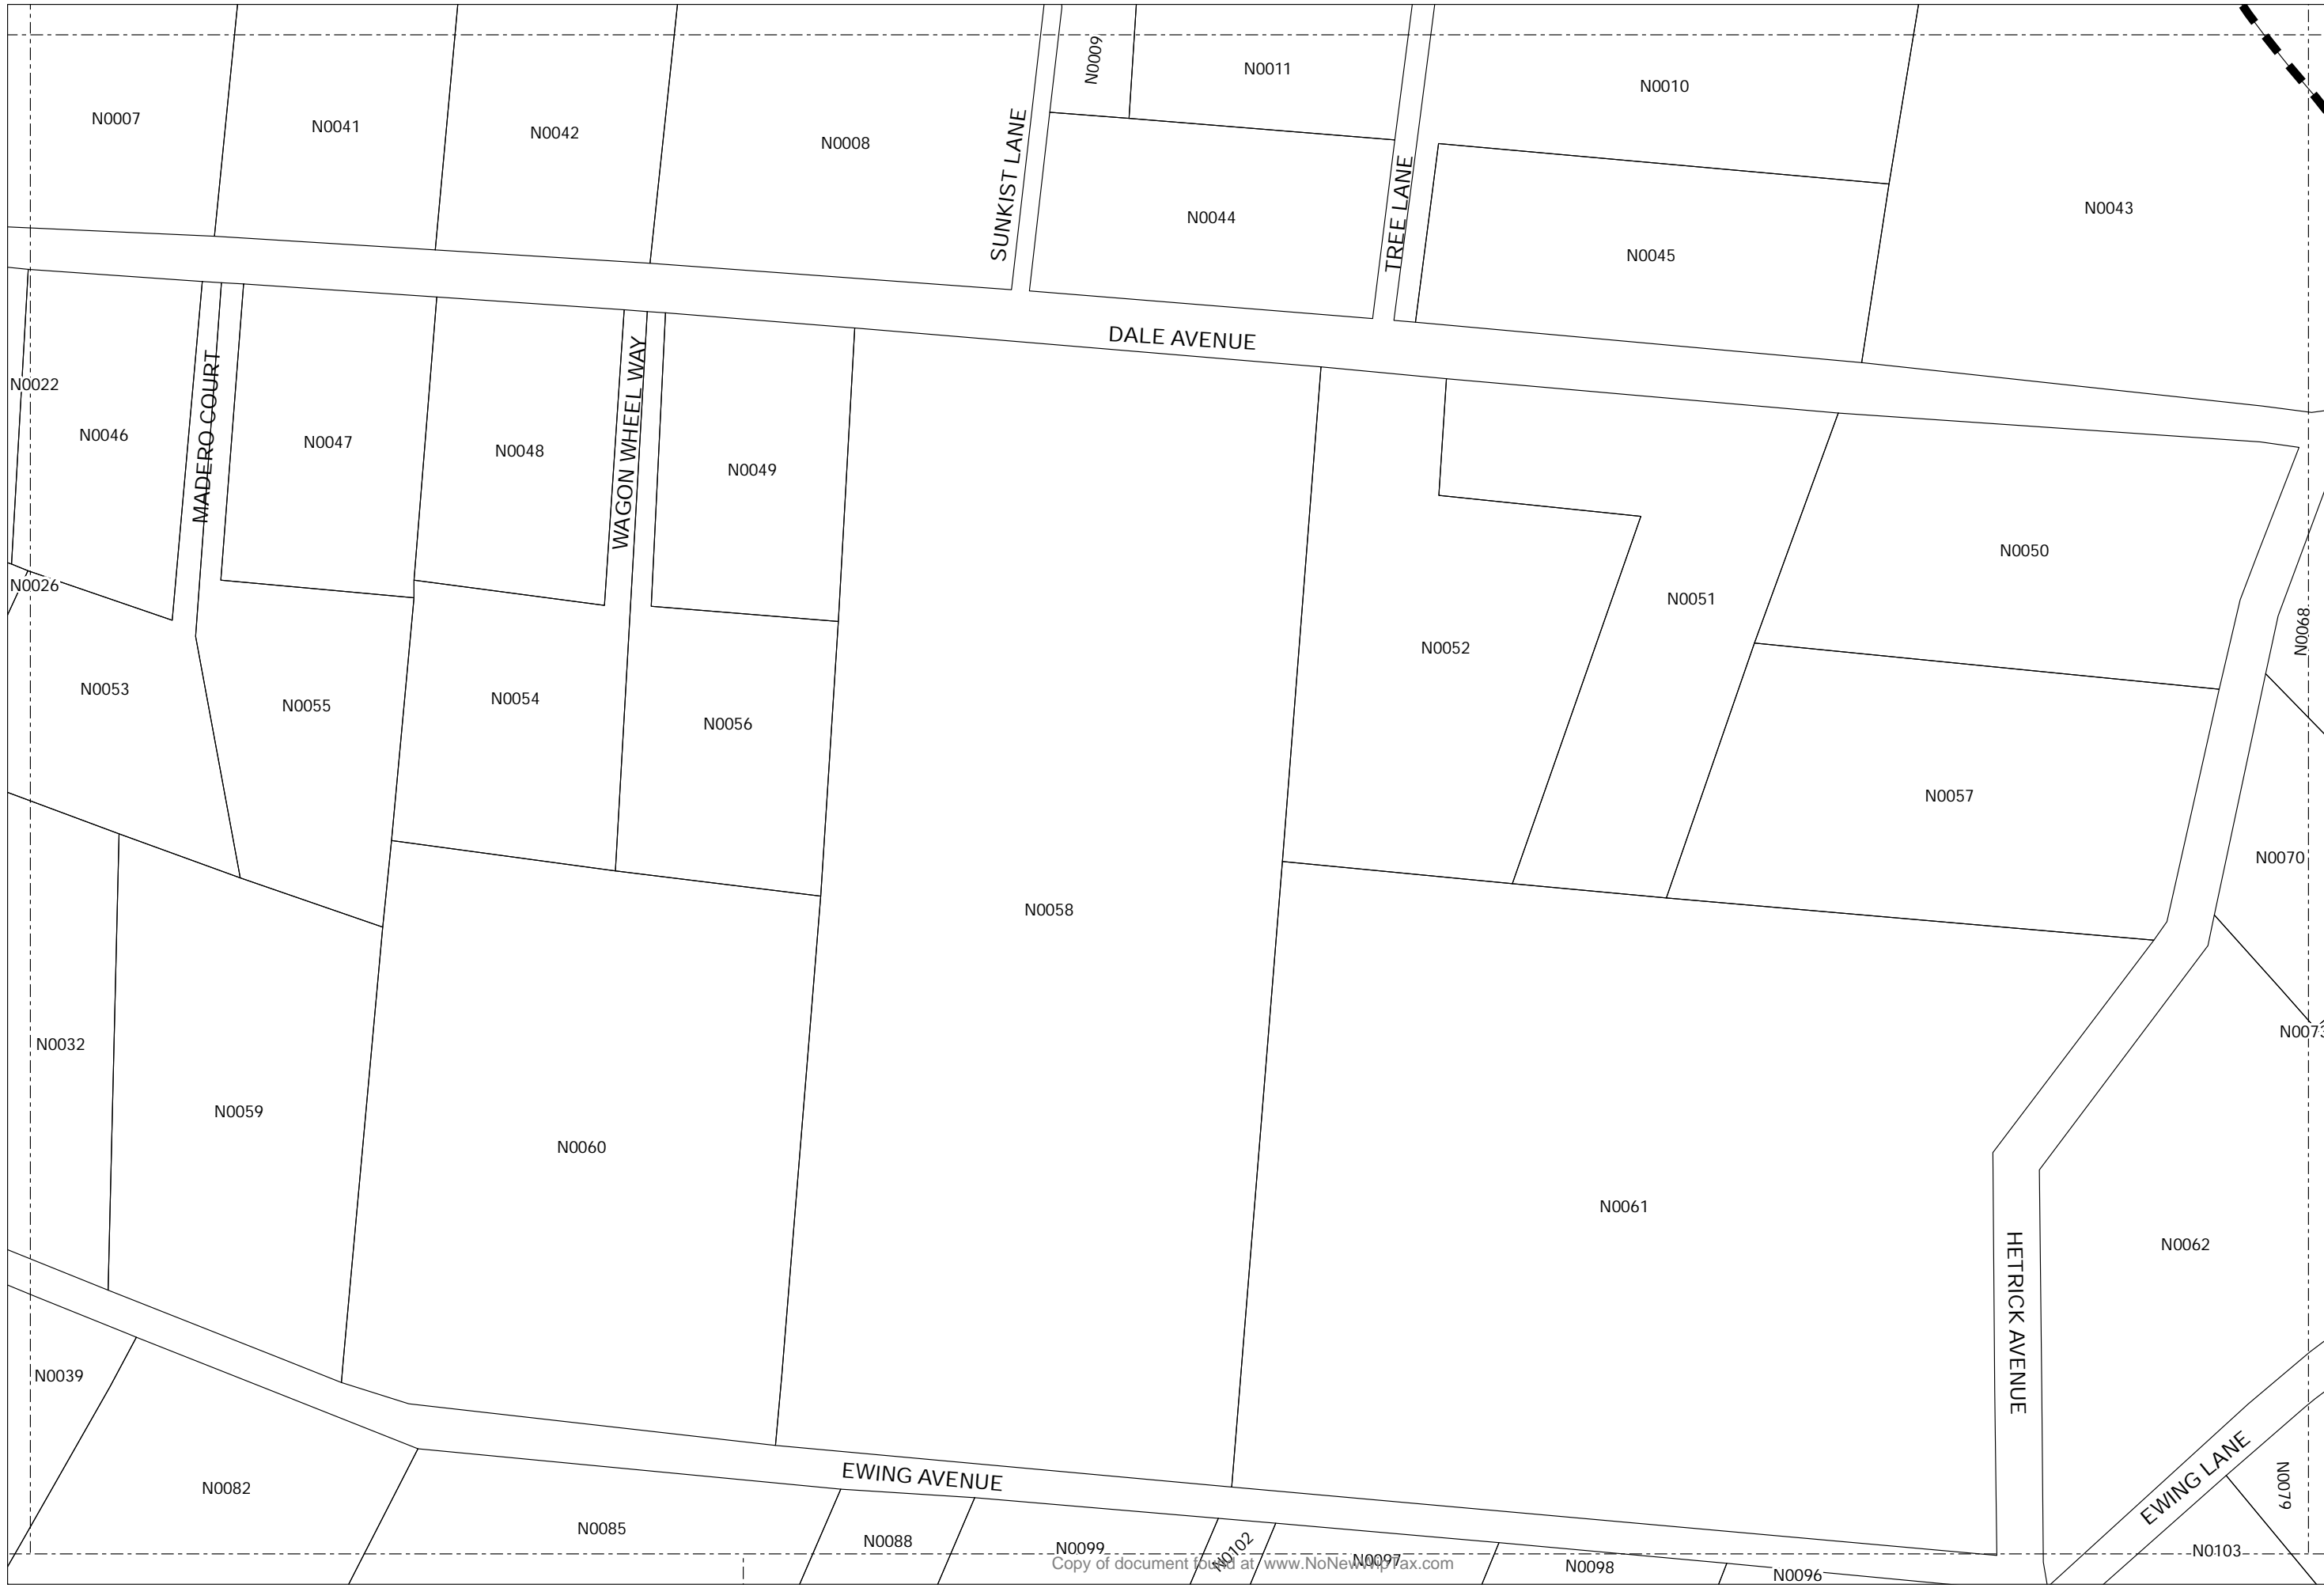 N0009
N0011
N0010
N0007
N0041
N0042
N0008
SUNKIST LANE
N0044
TREE LANE
N0043
N0045
DALE AVENUE
N0022
N0046
MADERO COURT
N0047
N0048
WAGON WHEEL WAY
N0049
N0050
N0026
N0051
N0068
N0052
N0053
N0055
N0054
N0056
N0057
N0070
N0058
N0073
N0032
N0059
N0060
N0061
N0062
HETRICK AVENUE
N0039
N0082
EWING AVENUE
EWING LANE
N0079
N0085
N0088
N0099
N0102
N0097
N0098
N0096
N0103
Copy of document found at www.NoNewWipTax.com